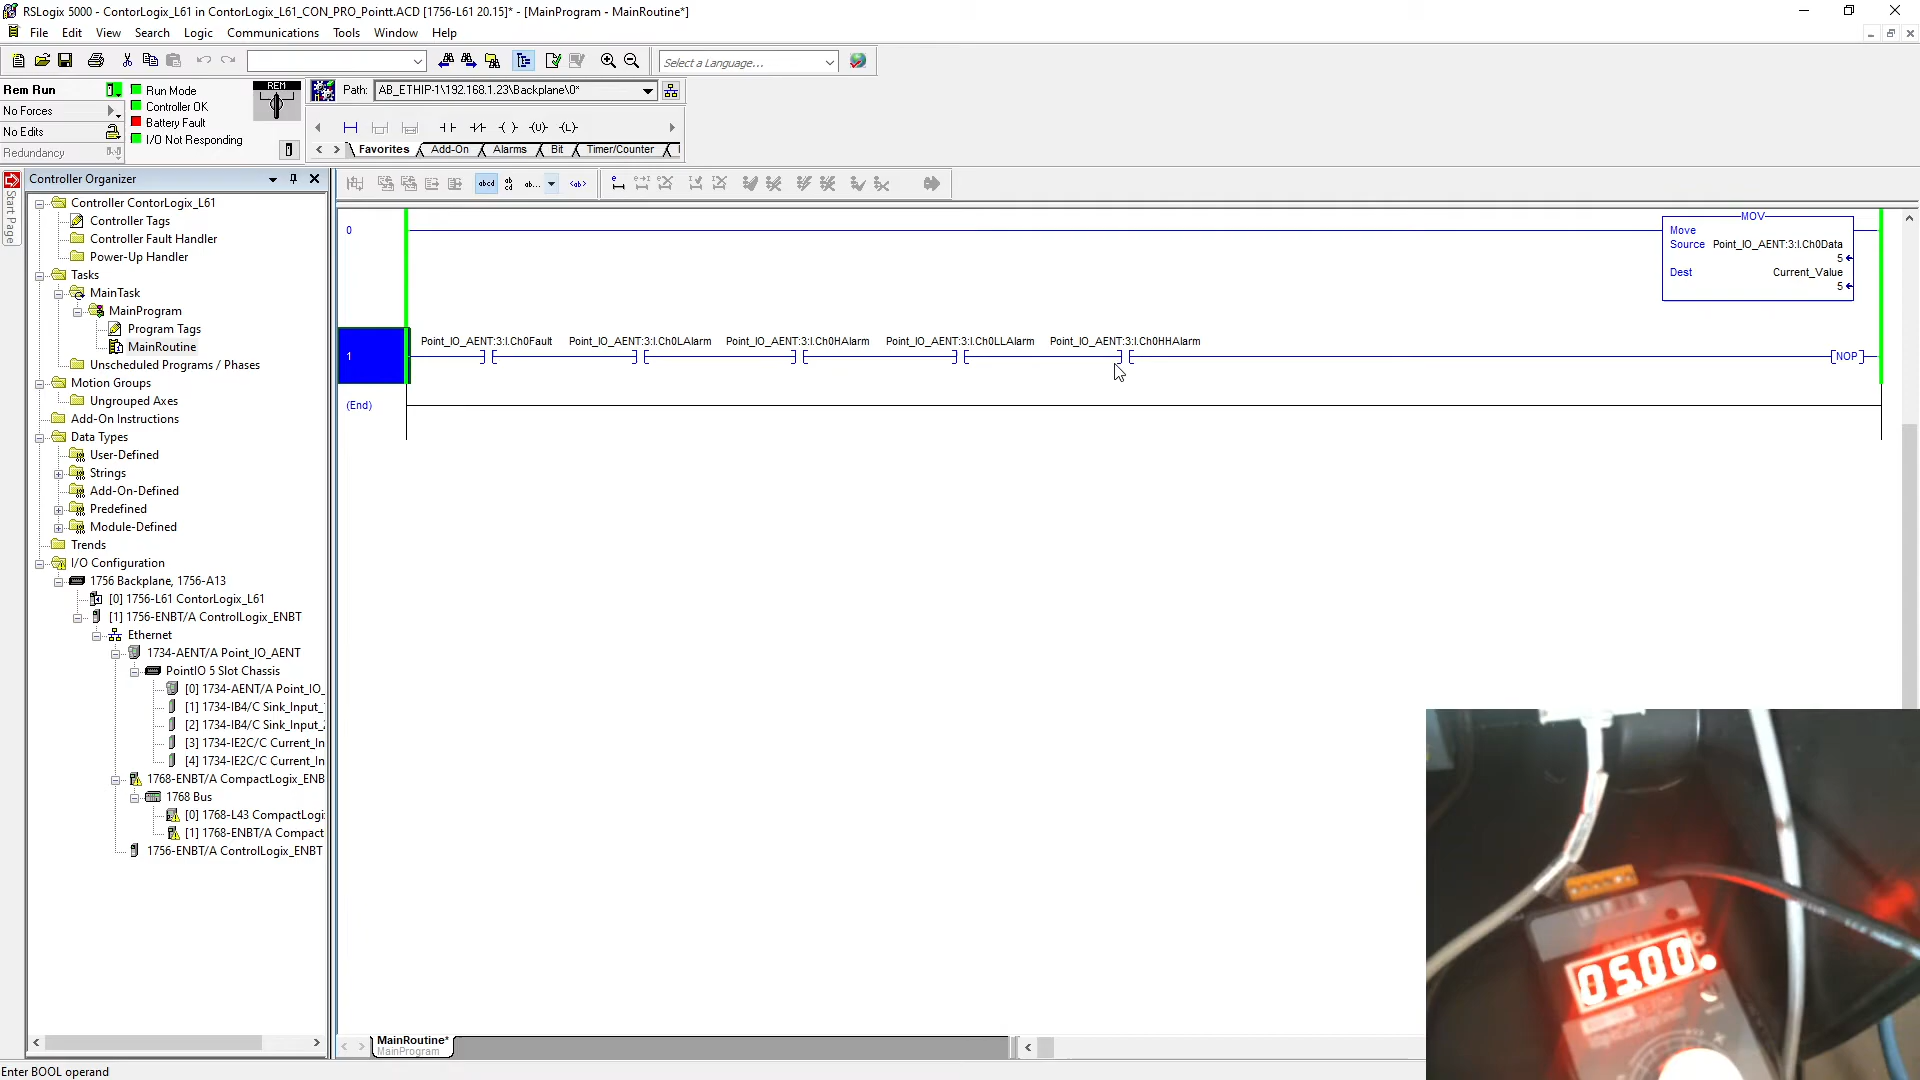 RSLogix 5000 - ContorLogix_L61 in ContorLogix_L61_CON_PRO_Pointt.ACD [1756-L61 20.15]* - [MainProgram - MainRoutine*]
File Edit View Search Logic Communications Tools Window Help
Select a Language...
Rem Run
No Forces
No Edits
Redundancy
Run Mode
Controller OK
Battery Fault
I/O Not Responding
REM
Path: AB_ETHIP-1\192.168.1.23\Backplane\0*
(U) (L)
Favorites Add-On Alarms Bit Timer/Counter
Start Page
Controller Organizer
Controller ContorLogix_L61
Controller Tags
Controller Fault Handler
Power-Up Handler
Tasks
MainTask
MainProgram
Program Tags
MainRoutine
Unscheduled Programs / Phases
Motion Groups
Ungrouped Axes
Add-On Instructions
Data Types
User-Defined
Strings
Add-On-Defined
Predefined
Module-Defined
Trends
I/O Configuration
1756 Backplane, 1756-A13
[0] 1756-L61 ContorLogix_L61
[1] 1756-ENBT/A ControlLogix_ENBT
Ethernet
1734-AENT/A Point_IO_AENT
PointIO 5 Slot Chassis
[0] 1734-AENT/A Point_IO_
[1] 1734-IB4/C Sink_Input_
[2] 1734-IB4/C Sink_Input_
[3] 1734-IE2C/C Current_In
[4] 1734-IE2C/C Current_In
1768-ENBT/A CompactLogix_ENB
1768 Bus
[0] 1768-L43 CompactLogi
[1] 1768-ENBT/A Compact
1756-ENBT/A ControlLogix_ENBT
abcd ab cd ab... <ab>
0
MOV
Move
Source Point_IO_AENT:3:I.Ch0Data
5
Dest Current_Value
5
1
Point_IO_AENT:3:I.Ch0Fault Point_IO_AENT:3:I.Ch0LAlarm Point_IO_AENT:3:I.Ch0HAlarm Point_IO_AENT:3:I.Ch0LLAlarm Point_IO_AENT:3:I.Ch0HHAlarm
NOP
(End)
MainRoutine*
MainProgram
Enter BOOL operand
05.00